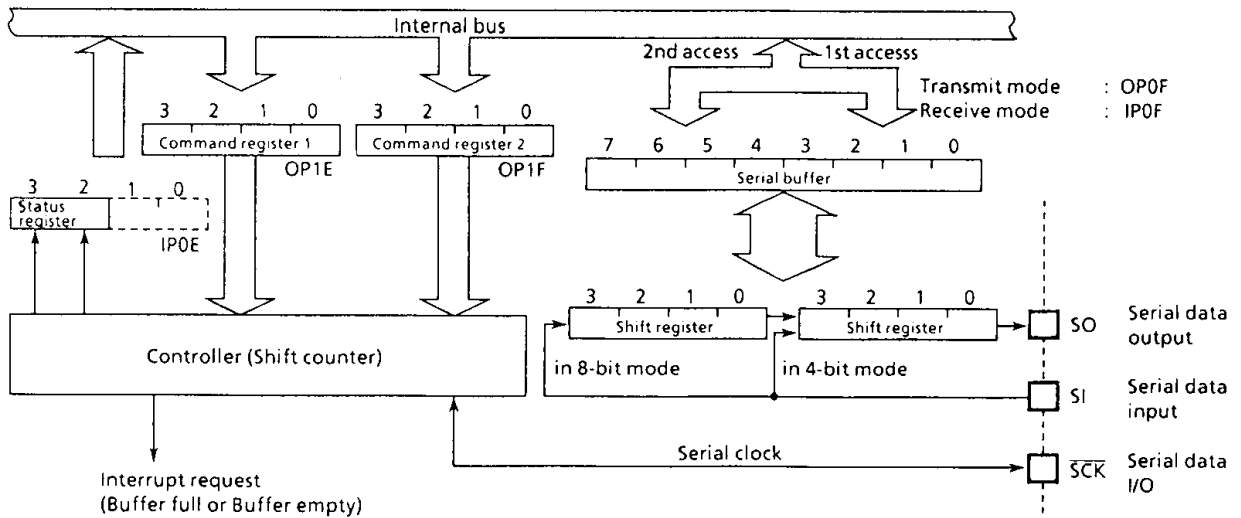 Internal bus
2nd access
1st accesss
Transmit mode : OP0F
Receive mode : IP0F
3 2 1 0
Command register 1
OP1E
3 2 1 0
Command register 2
OP1F
7 6 5 4 3 2 1 0
Serial buffer
3 2 1 0
Status
register
IP0E
3 2 1 0
Shift register
3 2 1 0
Shift register
SO
Serial data
output
Controller (Shift counter)
in 8-bit mode
in 4-bit mode
SI
Serial data
input
Serial clock
SCK
Serial data
I/O
Interrupt request
(Buffer full or Buffer empty)